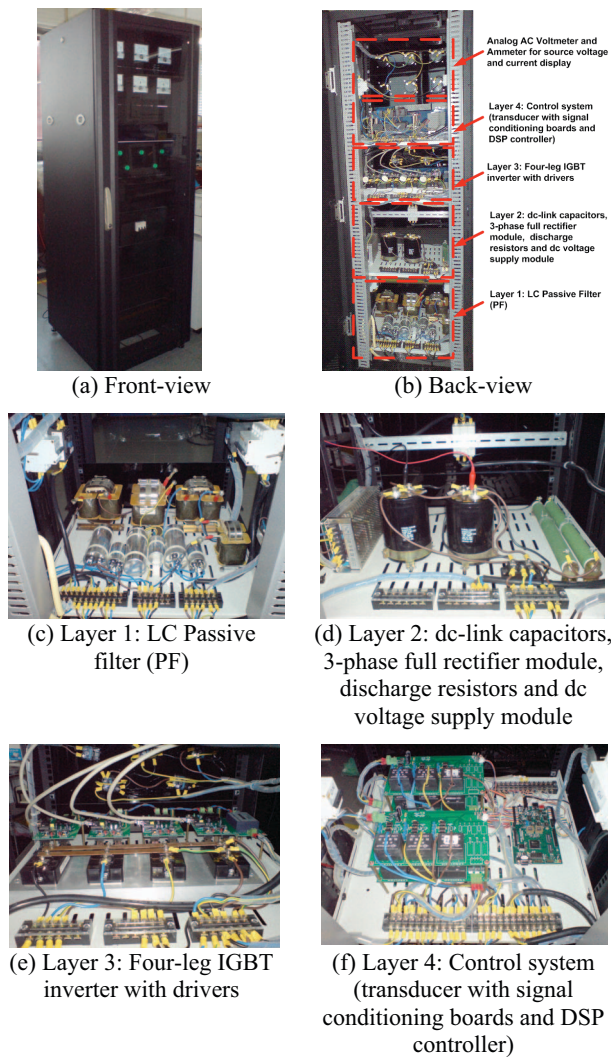 Analog AC Voltmeter and
Ammeter for source voltage
and current display
Layer 4: Control system
(transducer with signal
conditioning boards and
DSP controller)
Layer 3: Four-leg IGBT
inverter with drivers
Layer 2: dc-link capacitors,
3-phase full rectifier
module, discharge
resistors and dc voltage
supply module
Layer 1: LC Passive Filter
(PF)
(a) Front-view
(b) Back-view
(c) Layer 1: LC Passive
filter (PF)
(d) Layer 2: dc-link capacitors,
3-phase full rectifier module,
discharge resistors and dc
voltage supply module
(e) Layer 3: Four-leg IGBT
inverter with drivers
(f) Layer 4: Control system
(transducer with signal
conditioning boards and DSP
controller)